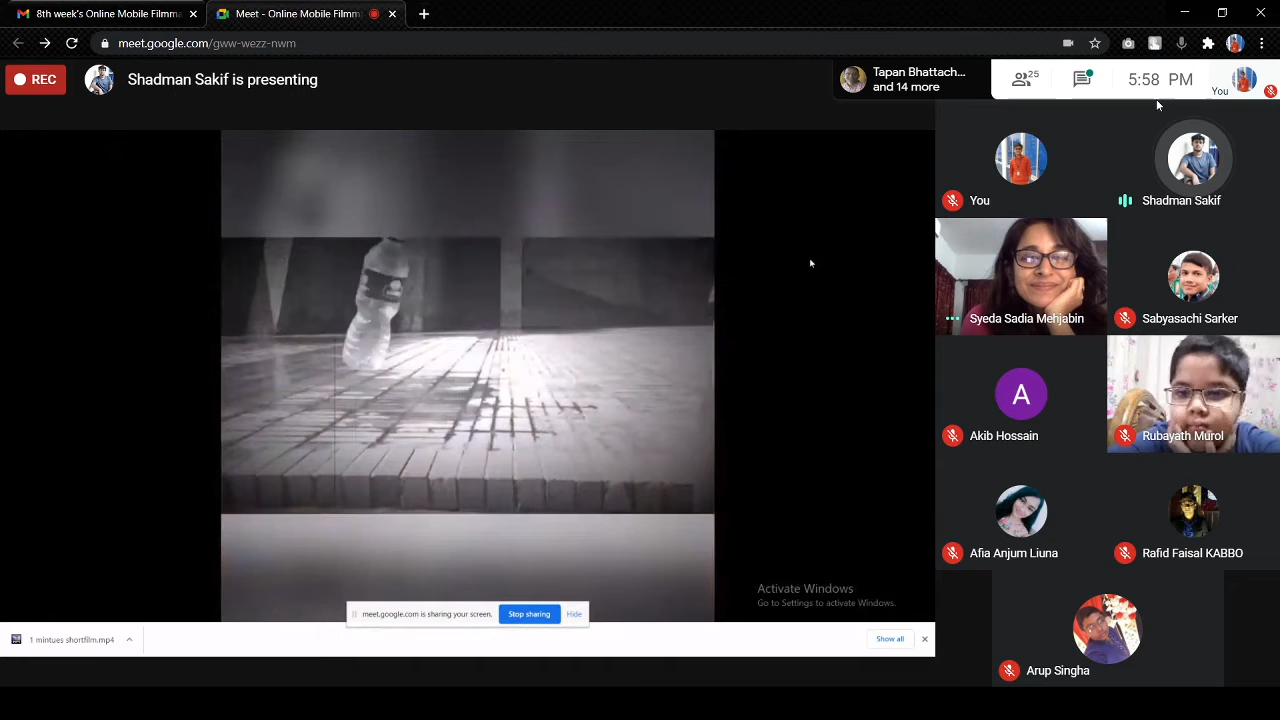 8th week's Online Mobile Filmma
Meet - Online Mobile Filmm
meet.google.com/gww-wezz-nwm
REC
Shadman Sakif is presenting
Tapan Bhattach...
and 14 more
25
5:58 PM
You
You
Shadman Sakif
Syeda Sadia Mehjabin
Sabyasachi Sarker
A
Akib Hossain
Rubayath Murol
Afia Anjum Liuna
Rafid Faisal KABBO
Arup Singha
Activate Windows
Go to Settings to activate Windows.
meet.google.com is sharing your screen.
Stop sharing
Hide
1 mintues shortfilm.mp4
Show all